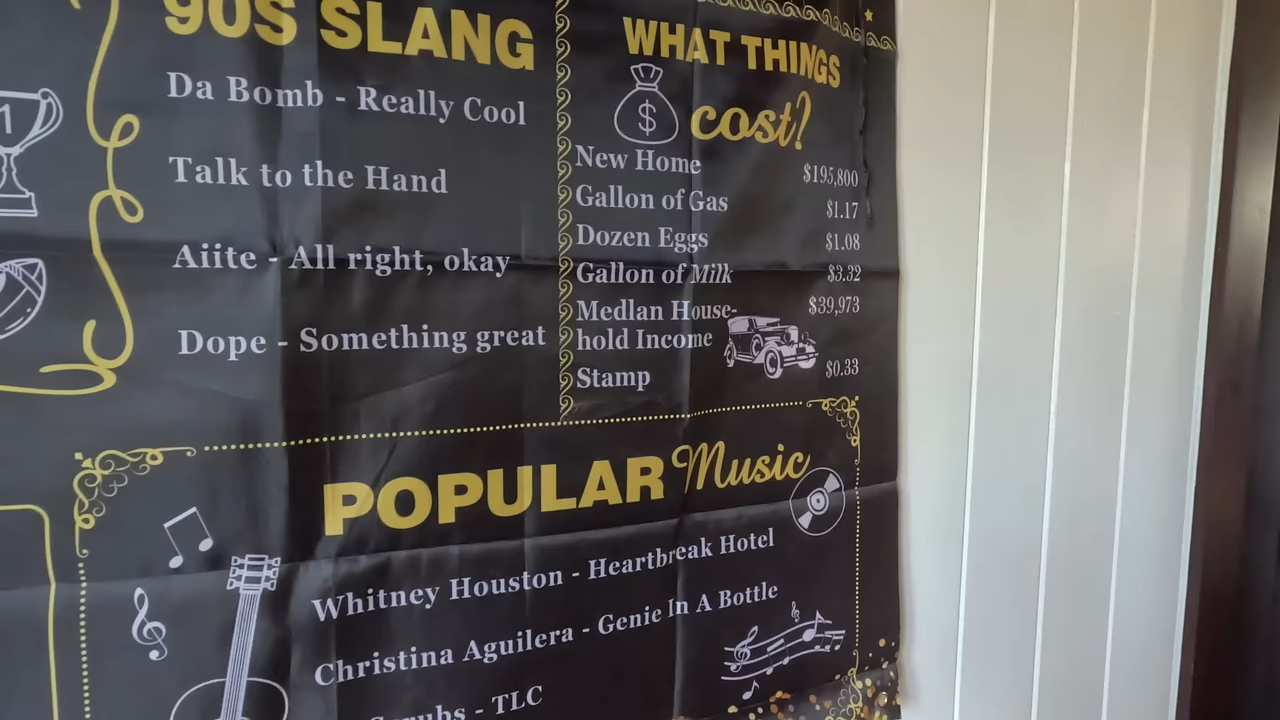 90S SLANG
Da Bomb - Really Cool
Talk to the Hand
Aiite - All right, okay
Dope - Something great
WHAT THINGS
$
cost?
New Home $195,800
Gallon of Gas $1.17
Dozen Eggs $1.08
Gallon of Milk $3.32
Medlan House- $39,973
hold Income
Stamp $0.33
1
POPULAR Music
Whitney Houston - Heartbreak Hotel
Christina Aguilera - Genie In A Bottle
Scrubs - TLC